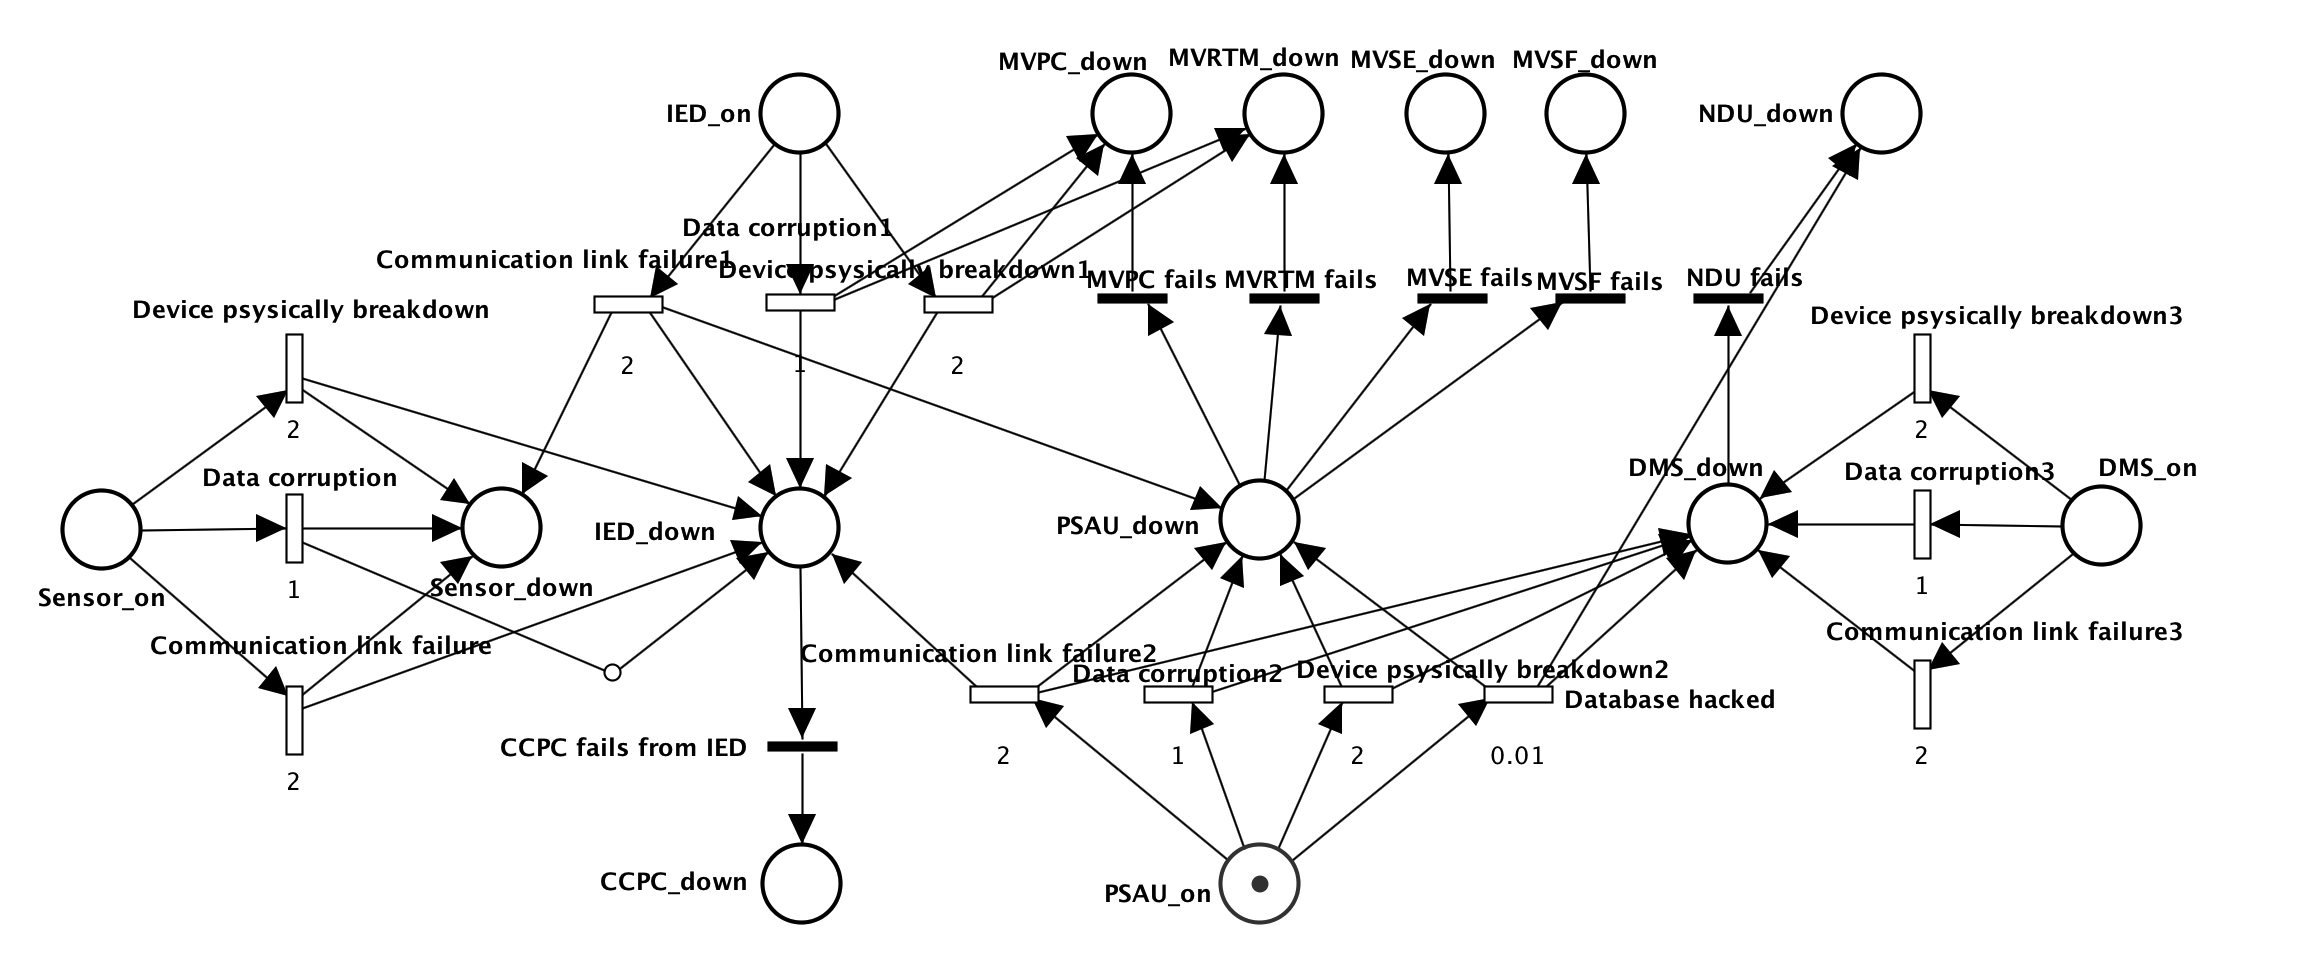 MVPC_down
MVRTM_down
MVSE_down
MVSF_down
IED_on
NDU_down
Data corruption1
Communication link failure1
Device psysically breakdown1
MVPC fails
MVRTM fails
MVSE fails
MVSF fails
NDU fails
Device psysically breakdown
Device psysically breakdown3
2
1
2
2
2
Data corruption
DMS_down
Data corruption3
DMS_on
IED_down
PSAU_down
Sensor_down
Sensor_on
1
1
Communication link failure
Communication link failure2
Communication link failure3
Data corruption2
Device psysically breakdown2
Database hacked
CCPC fails from IED
2
2
1
2
0.01
2
CCPC_down
PSAU_on